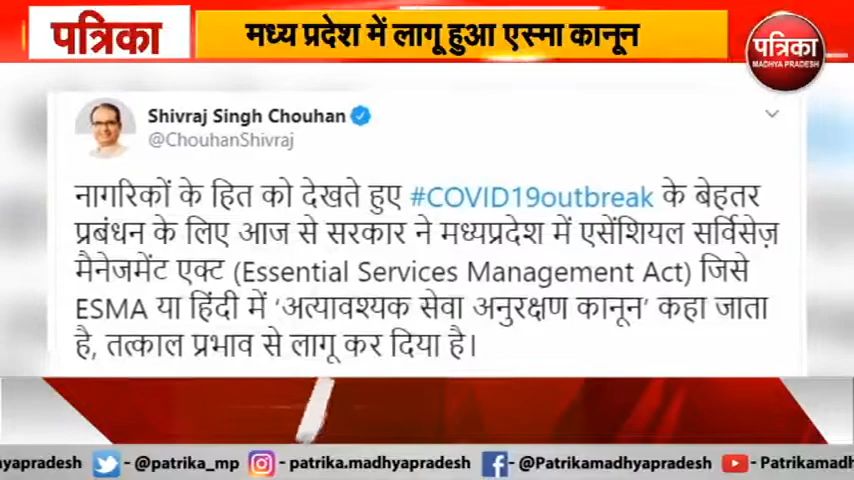 पत्रिका
मध्य प्रदेश में लागू हुआ एस्मा कानून
पत्रिका
MADHYA PRADESH
Shivraj Singh Chouhan
@ChouhanShivraj
नागरिकों के हित को देखते हुए #COVID19outbreak के बेहतर
प्रबंधन के लिए आज से सरकार ने मध्यप्रदेश में एसेंशियल सर्विसेज़
मैनेजमेंट एक्ट (Essential Services Management Act) जिसे
ESMA या हिंदी में ‘अत्यावश्यक सेवा अनुरक्षण कानून’ कहा जाता
है, तत्काल प्रभाव से लागू कर दिया है।
hyapradesh - @patrika_mp - patrika.madhyapradesh - @Patrikamadhyapradesh - Patrikamadhy